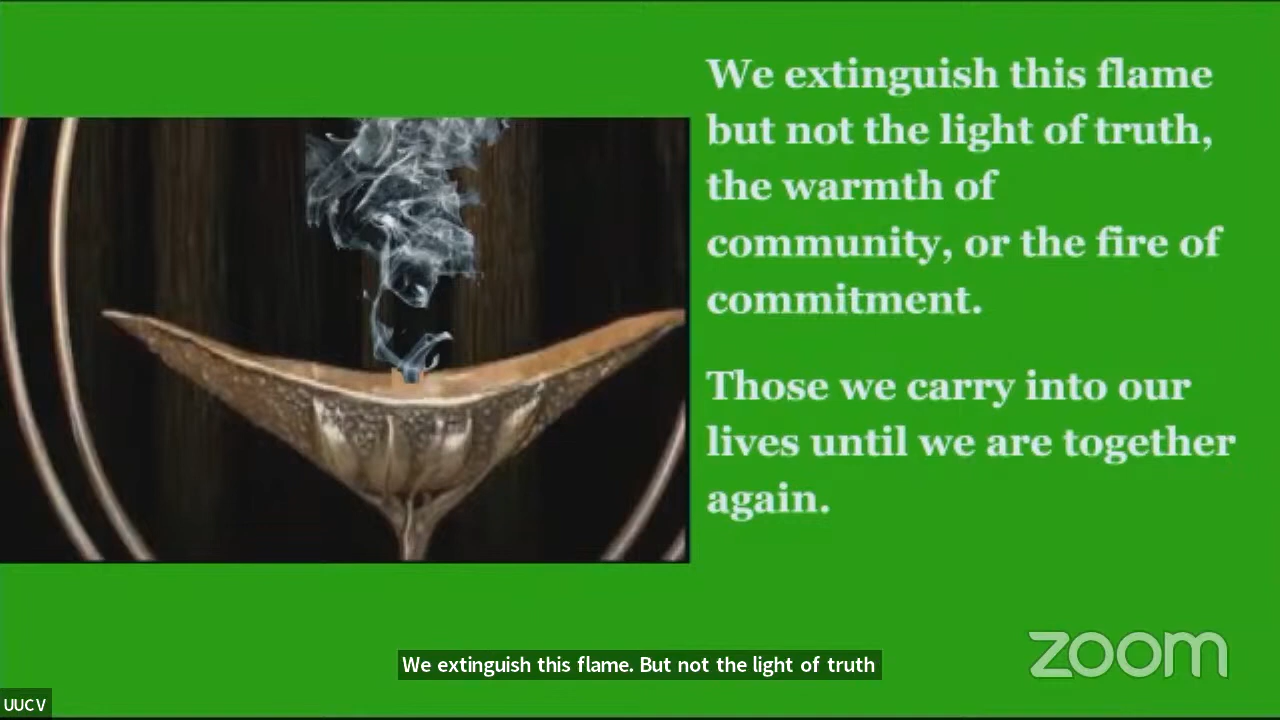 We extinguish this flame
but not the light of truth,
the warmth of
community, or the fire of
commitment.
Those we carry into our
lives until we are together
again.
We extinguish this flame. But not the light of truth
zoom
UUCV